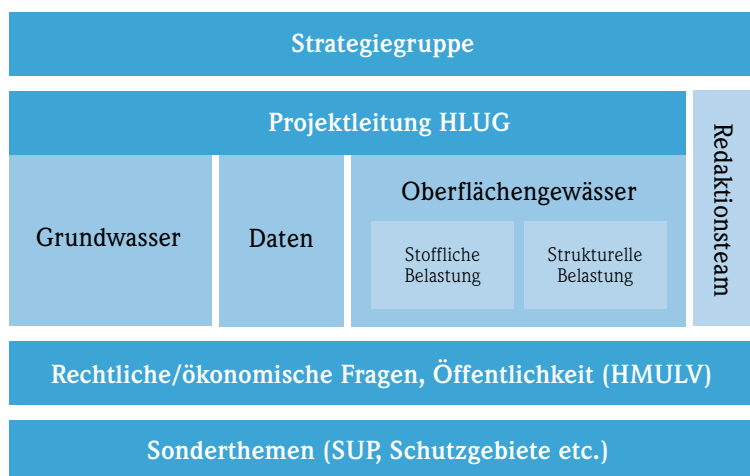 Strategiegruppe
Projektleitung HLUG
Redaktionsteam
Grundwasser
Daten
Oberflächengewässer
Stoffliche
Belastung
Strukturelle
Belastung
Rechtliche/ökonomische Fragen, Öffentlichkeit (HMULV)
Sonderthemen (SUP, Schutzgebiete etc.)